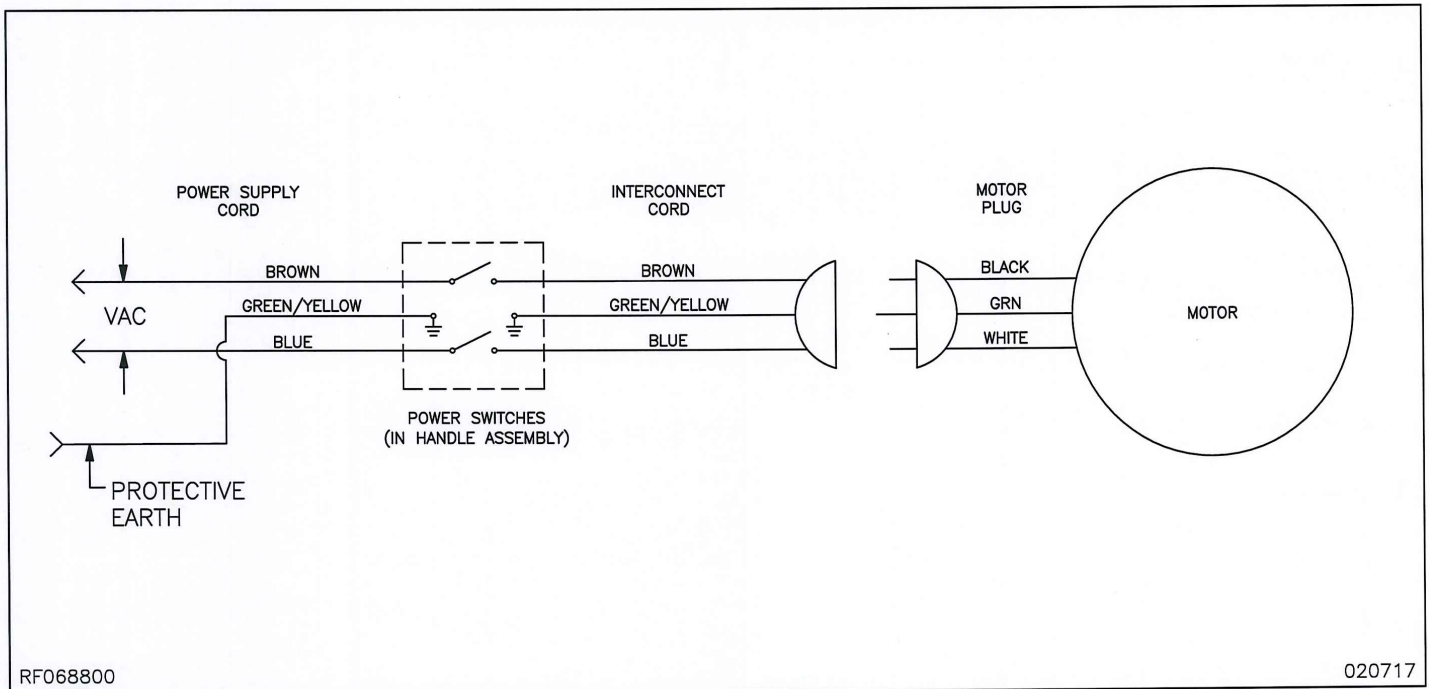 POWER SUPPLY
CORD
INTERCONNECT
CORD
MOTOR
PLUG
BROWN
BROWN
BLACK
VAC
GREEN/YELLOW
GREEN/YELLOW
GRN
MOTOR
BLUE
BLUE
WHITE
POWER SWITCHES
(IN HANDLE ASSEMBLY)
PROTECTIVE
EARTH
RF068800
020717